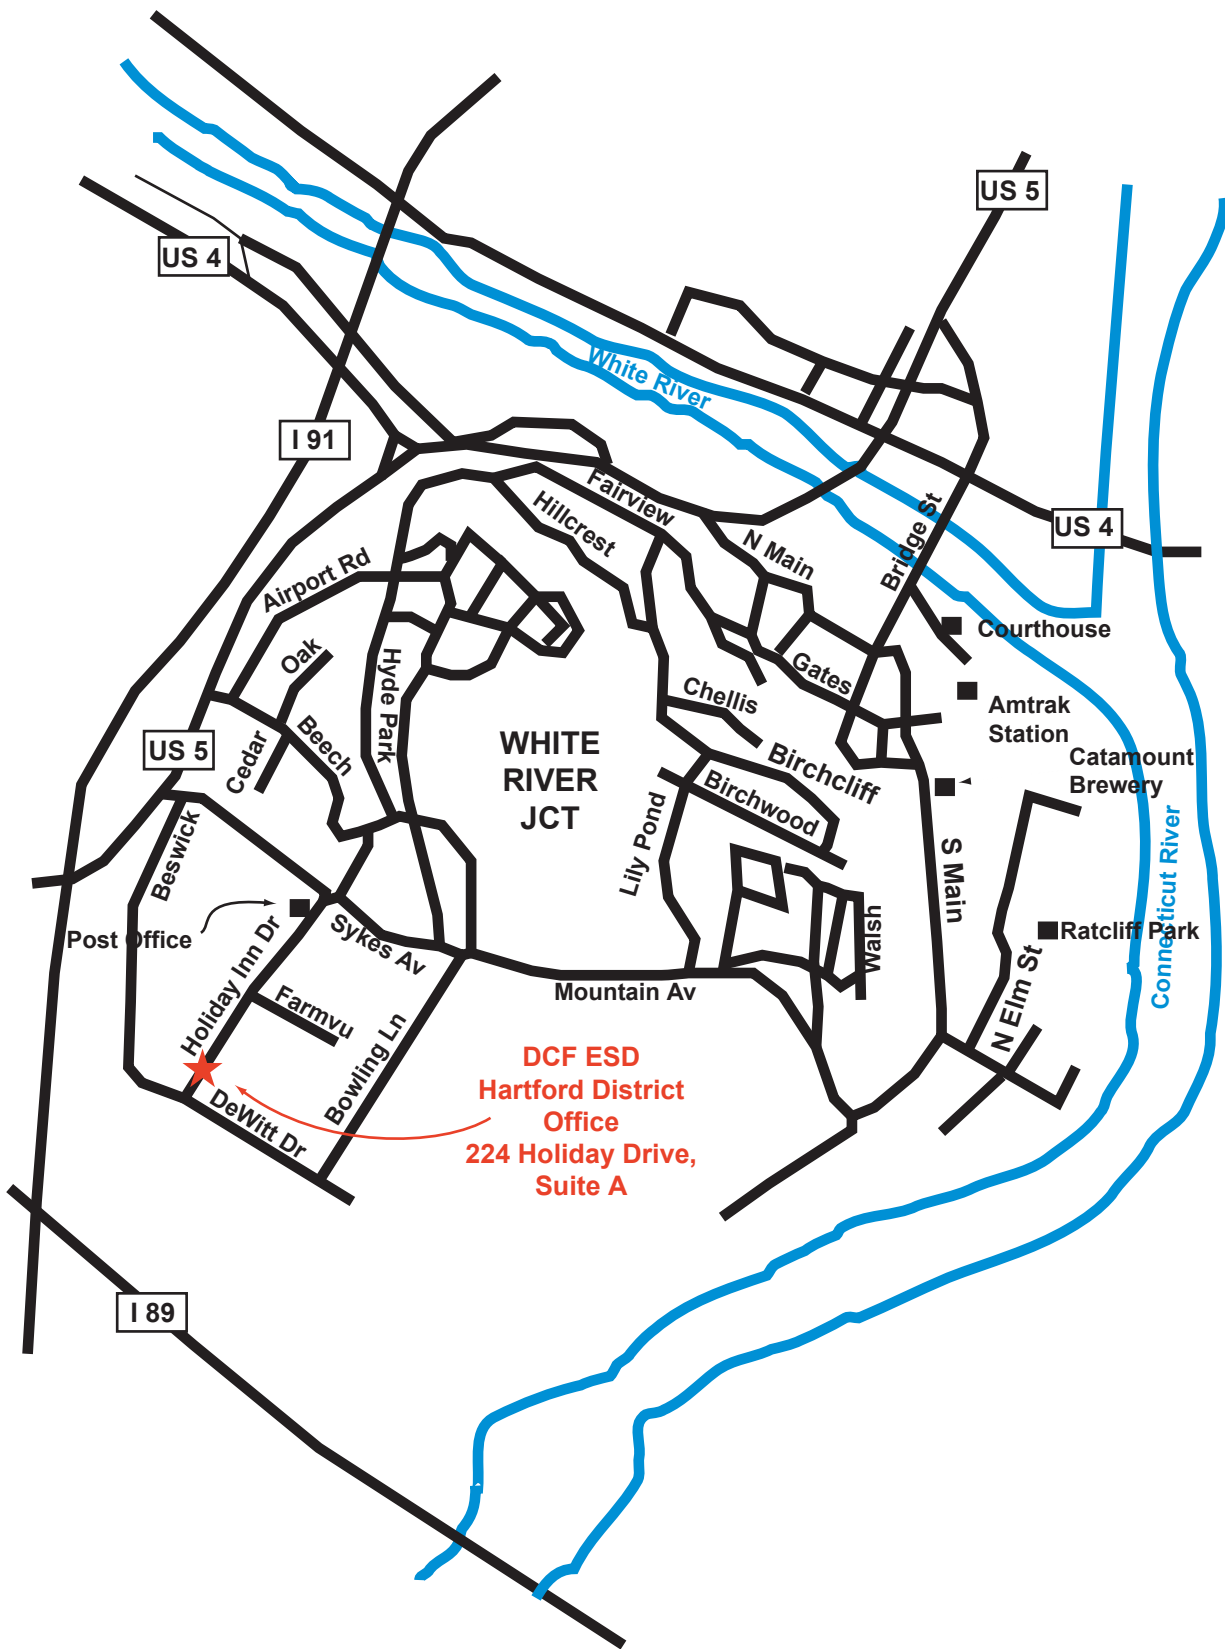 US 5
US 4
White River
I 91
Fairview
Hillcrest
N Main
Bridge St
US 4
Airport Rd
Courthouse
Oak
Hyde Park
Gates
Chellis
Amtrak
Station
US 5
Cedar
Beech
WHITE
RIVER
JCT
Birchcliff
Catamount
Brewery
Birchwood
Beswick
Lily Pond
S Main
Connecticut River
Post Office
Holiday Inn Dr
Sykes Av
Walsh
Ratcliff Park
Mountain Av
Farmvu
N Elm St
Bowling Ln
DeWitt Dr
DCF ESD
Hartford District
Office
224 Holiday Drive,
Suite A
I 89